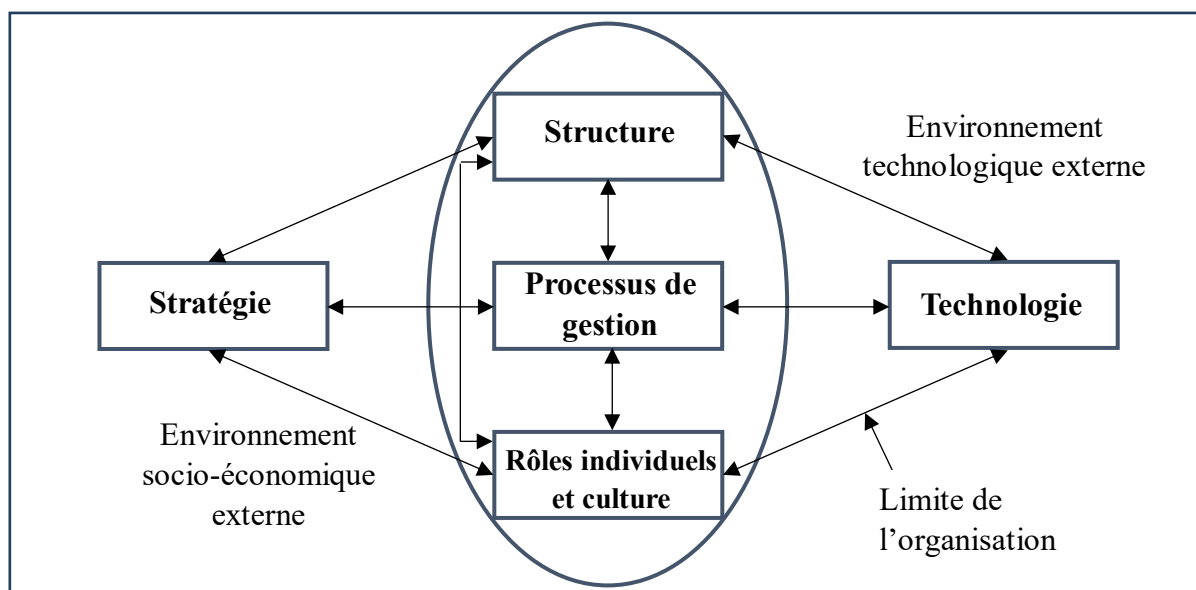 Structure
Environnement
technologique externe
Stratégie
Processus de
gestion
Technologie
Environnement
socio-économique
externe
Rôles individuels
et culture
Limite de
l’organisation